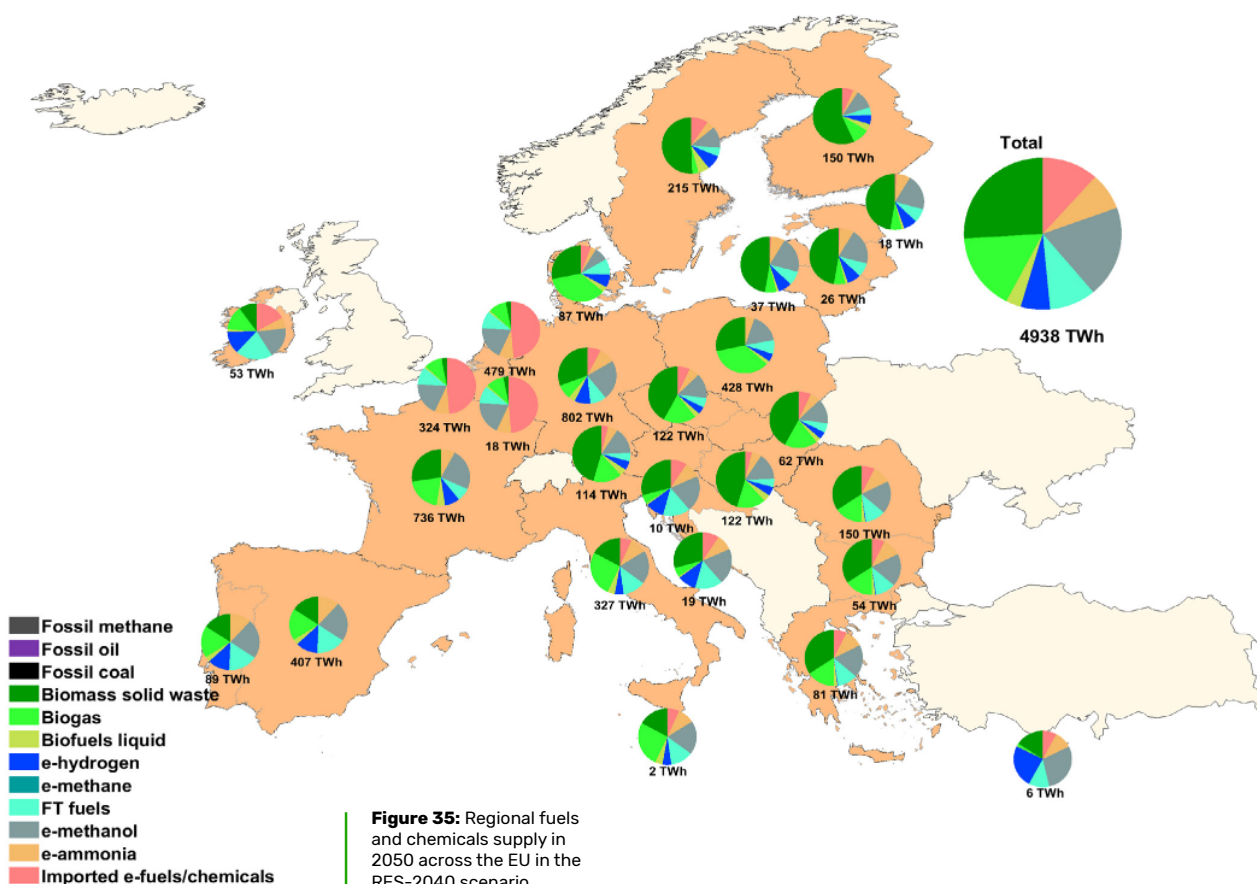 Total
150 TWh
215 TWh
18 TWh
37 TWh
26 TWh
87 TWh
4938 TWh
53 TWh
479 TWh
428 TWh
324 TWh
18 TWh
802 TWh
122 TWh
62 TWh
736 TWh
114 TWh
10 TWh
122 TWh
150 TWh
54 TWh
327 TWh
19 TWh
407 TWh
89 TWh
81 TWh
2 TWh
6 TWh
Fossil methane
Fossil oil
Fossil coal
Biomass solid waste
Biogas
Biofuels liquid
e-hydrogen
e-methane
FT fuels
e-methanol
e-ammonia
Imported e-fuels/chemicals
Figure 35: Regional fuels
and chemicals supply in
2050 across the EU in the
RES-2040 scenario